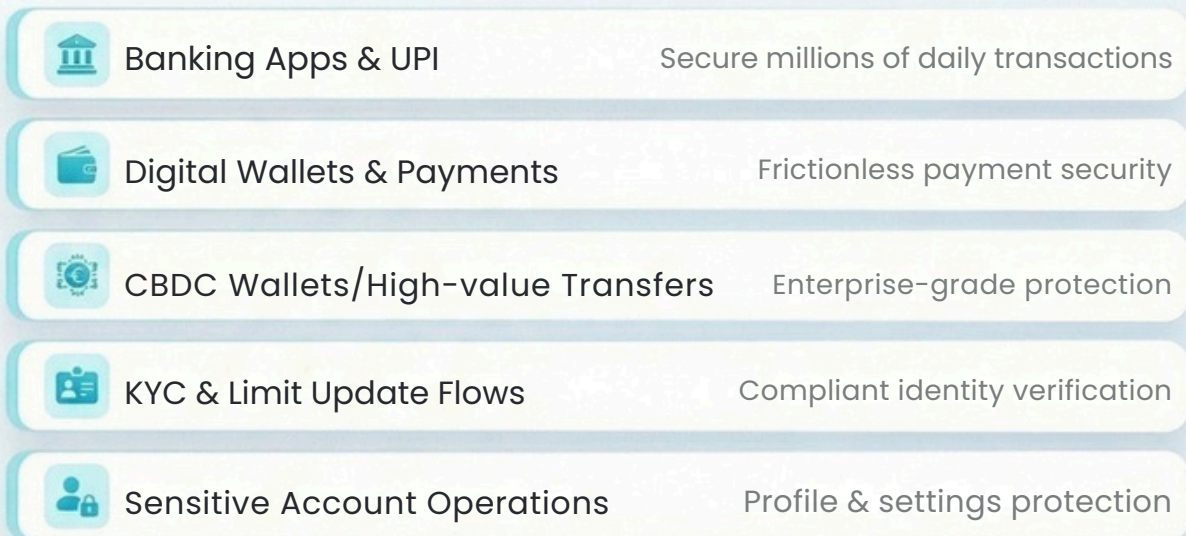 Banking Apps & UPI Secure millions of daily transactions
Digital Wallets & Payments Frictionless payment security
CBDC Wallets/High-value Transfers Enterprise-grade protection
KYC & Limit Update Flows Compliant identity verification
Sensitive Account Operations Profile & settings protection